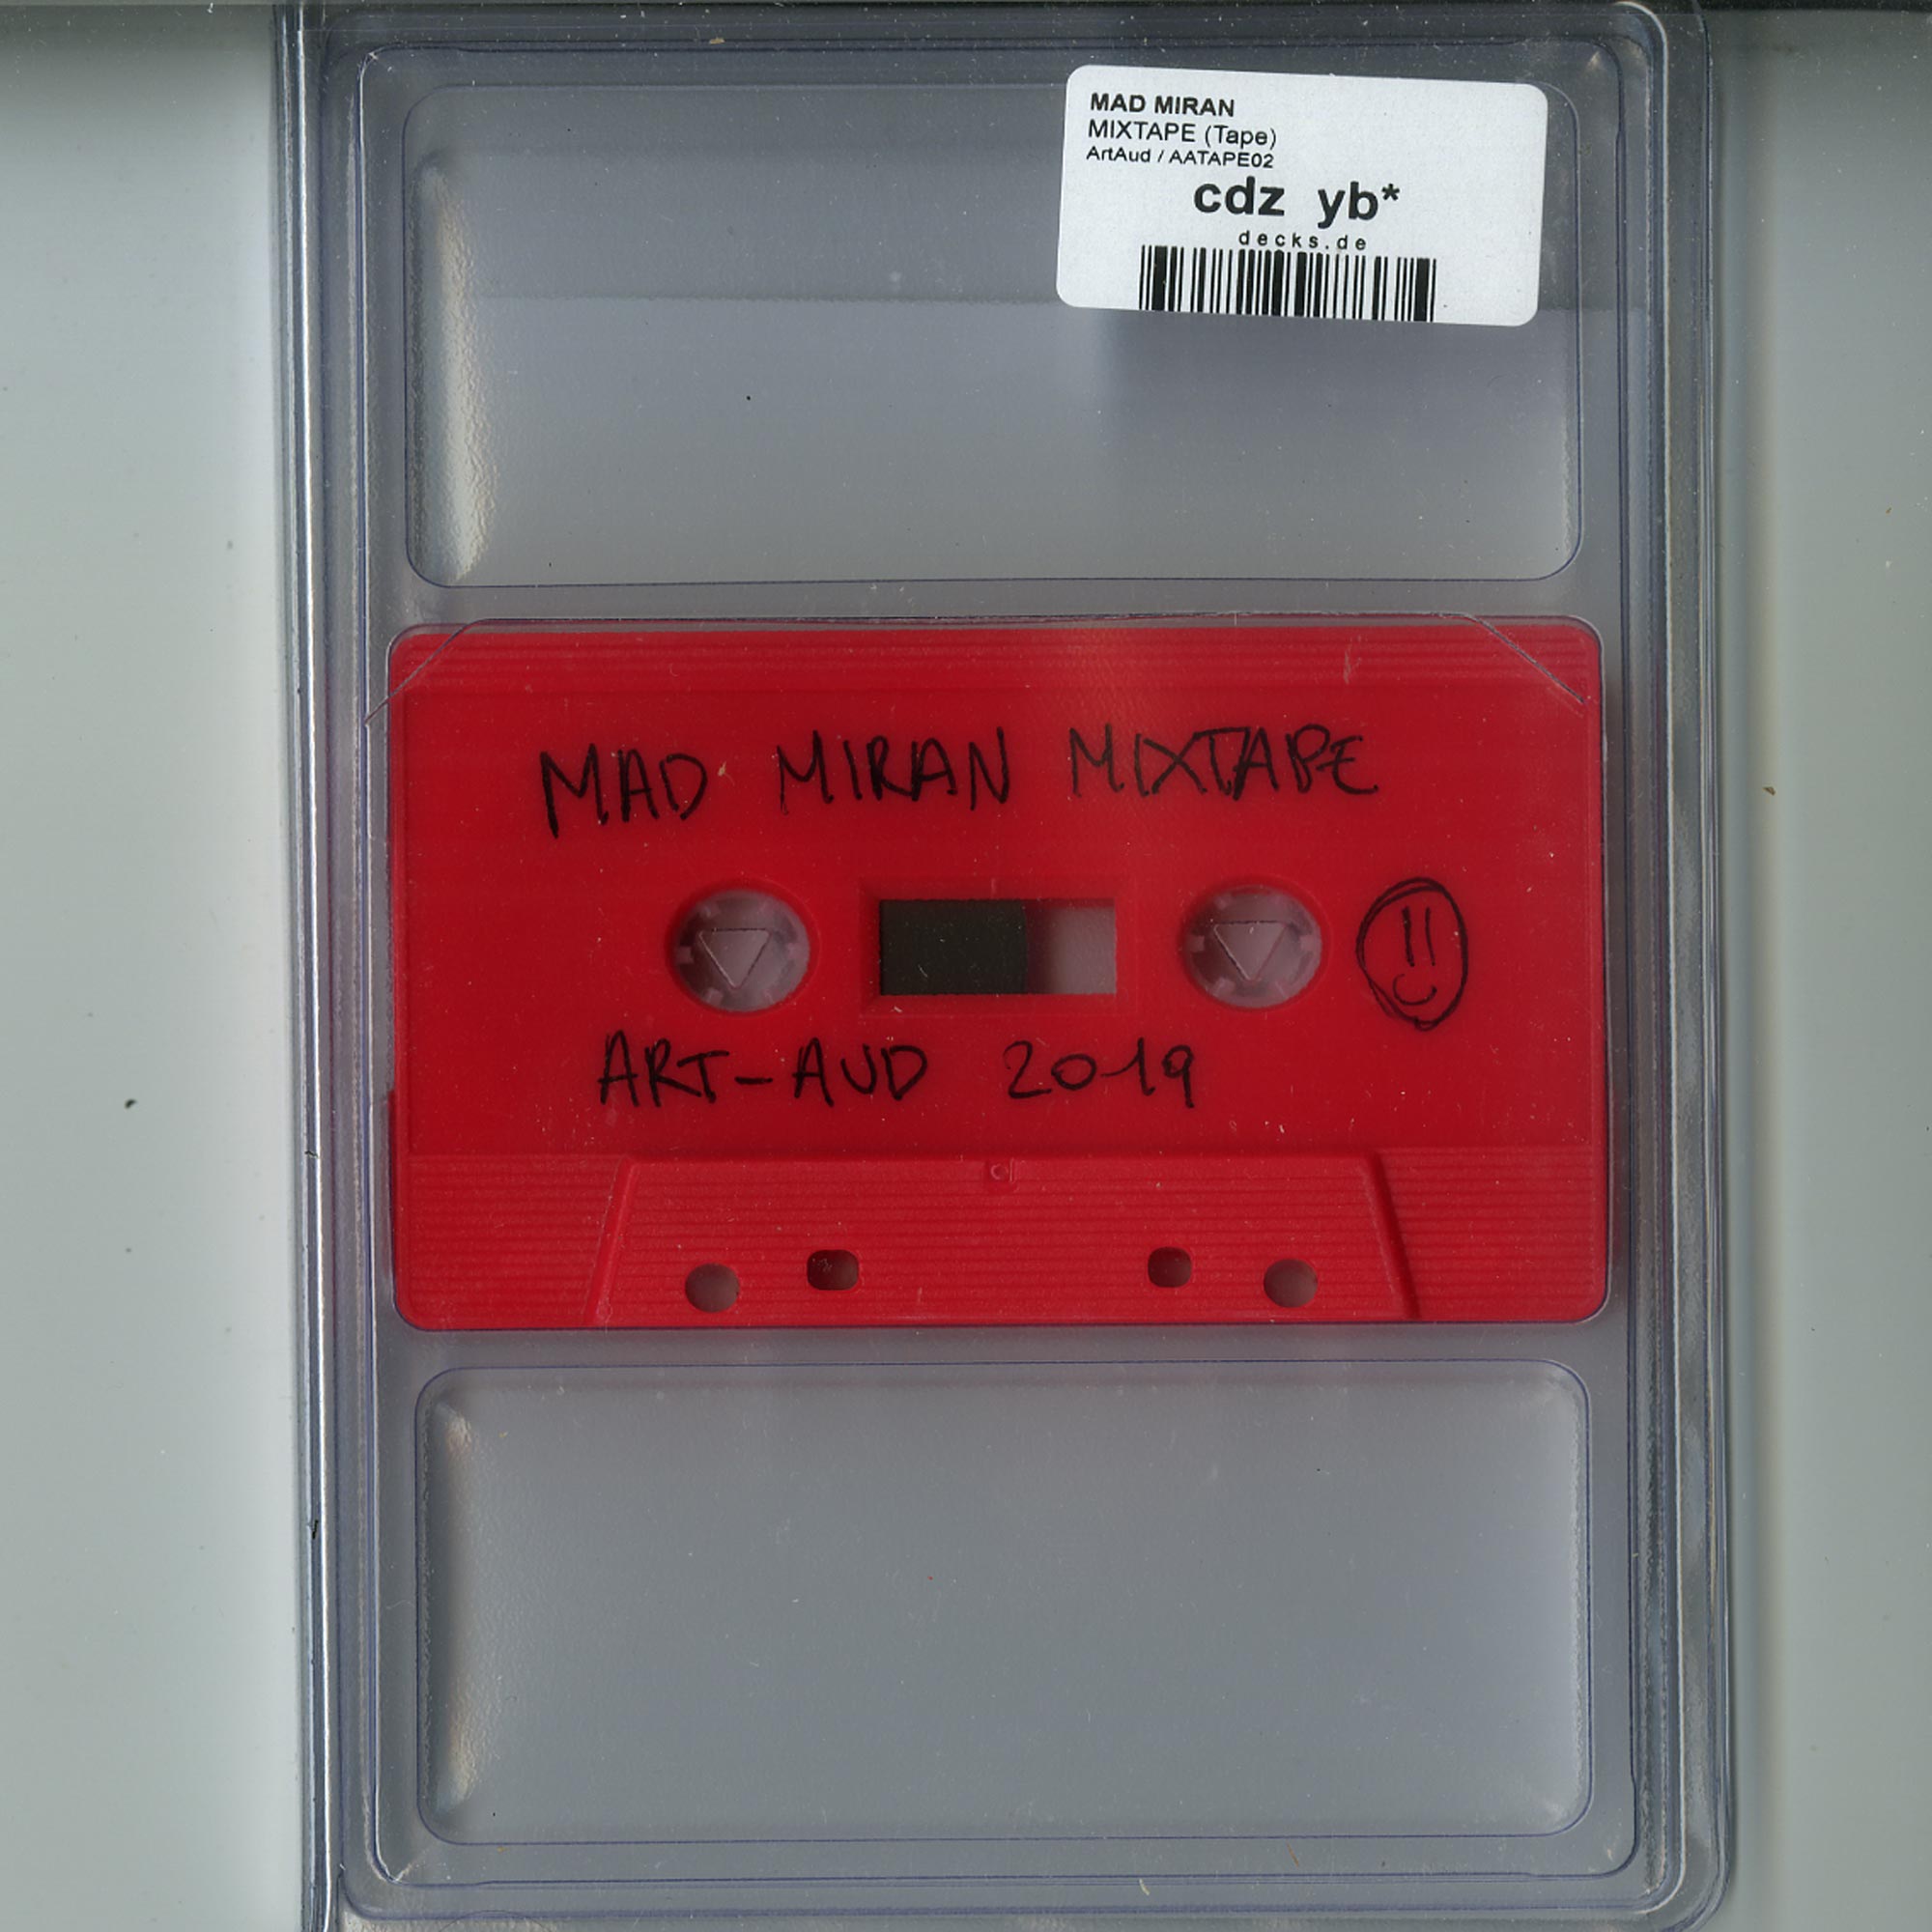 MAD MIRAN
MIXTAPE (Tape)
ArtAud / AATAPE02
cdz yb*
decks.de
MAD MIRAN MIXTAPE
ART-AUD 2019